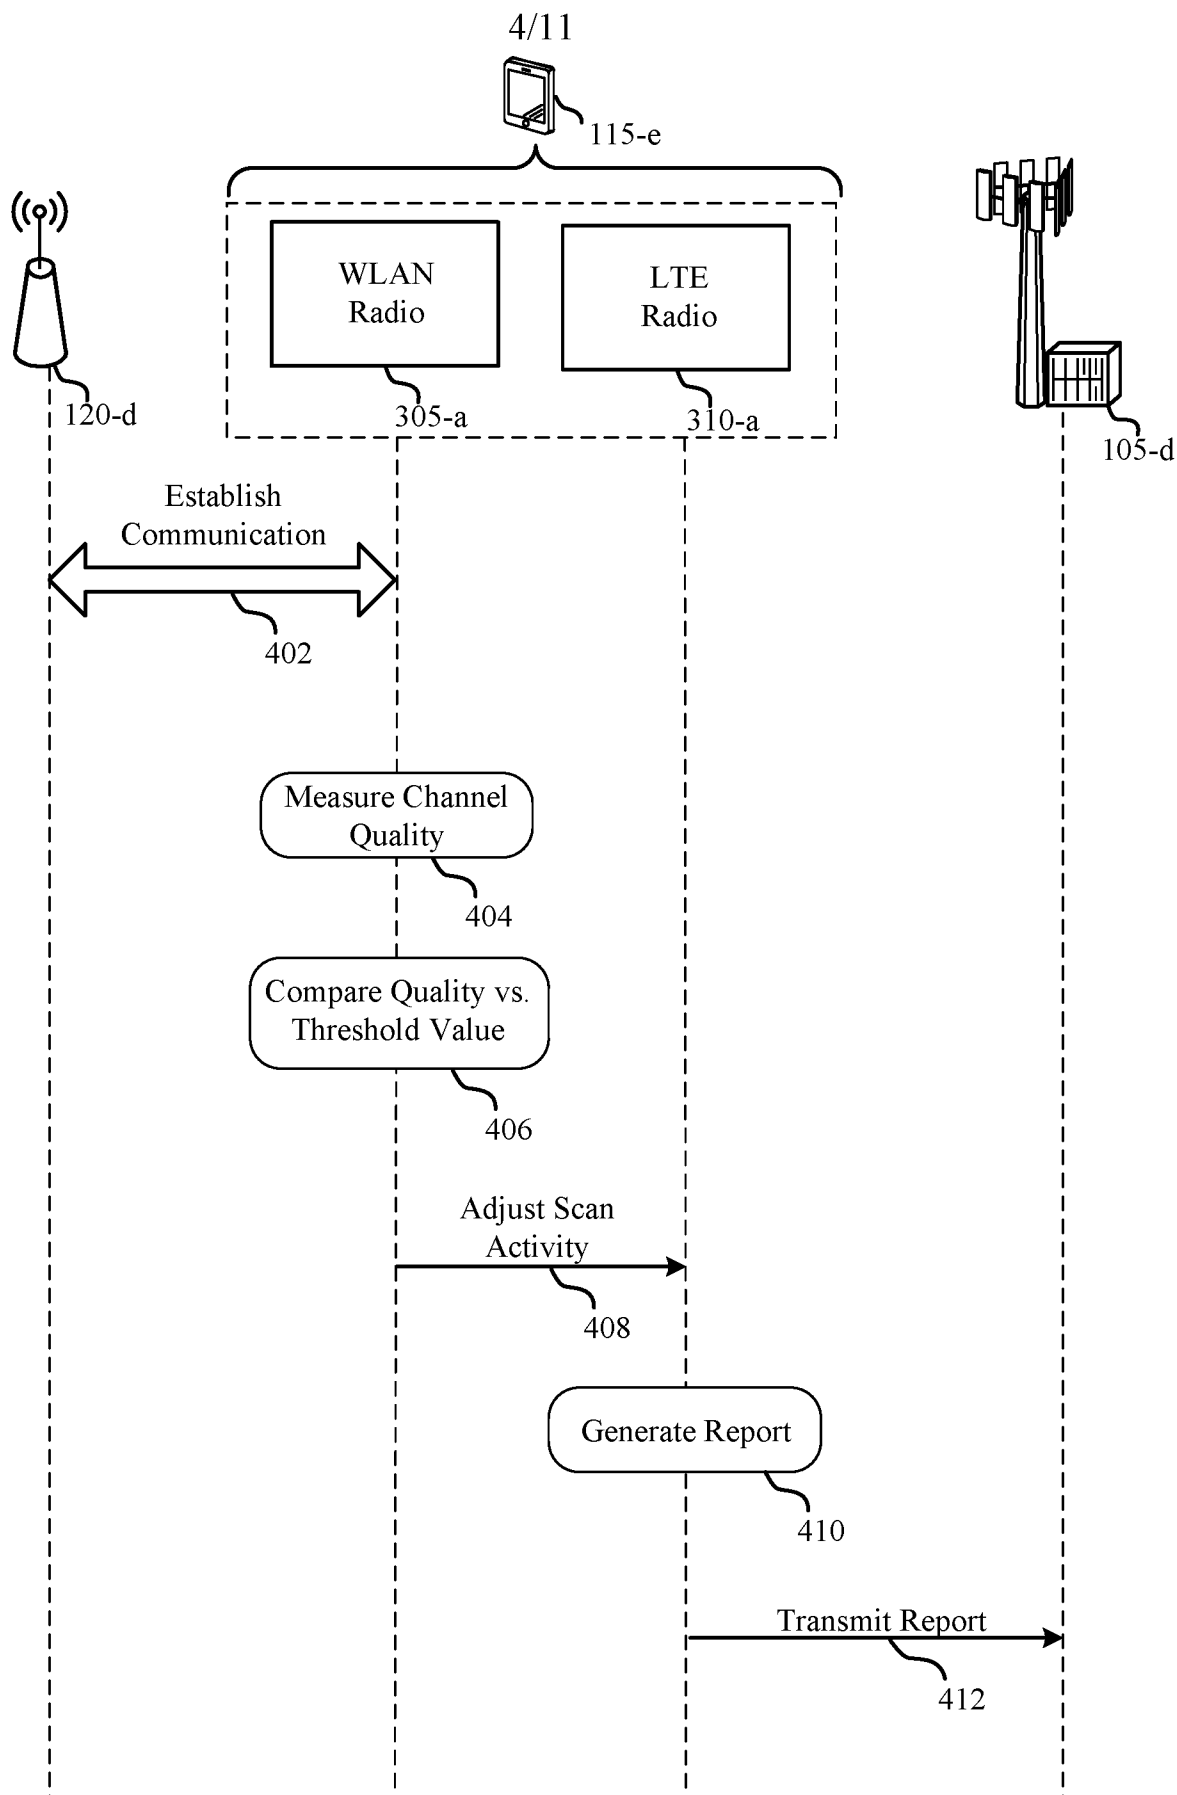 4/11
115-e
WLAN
Radio
LTE
Radio
120-d
305-a
310-a
105-d
Establish
Communication
402
Measure Channel
Quality
404
Compare Quality vs.
Threshold Value
406
Adjust Scan
Activity
408
Generate Report
410
Transmit Report
412